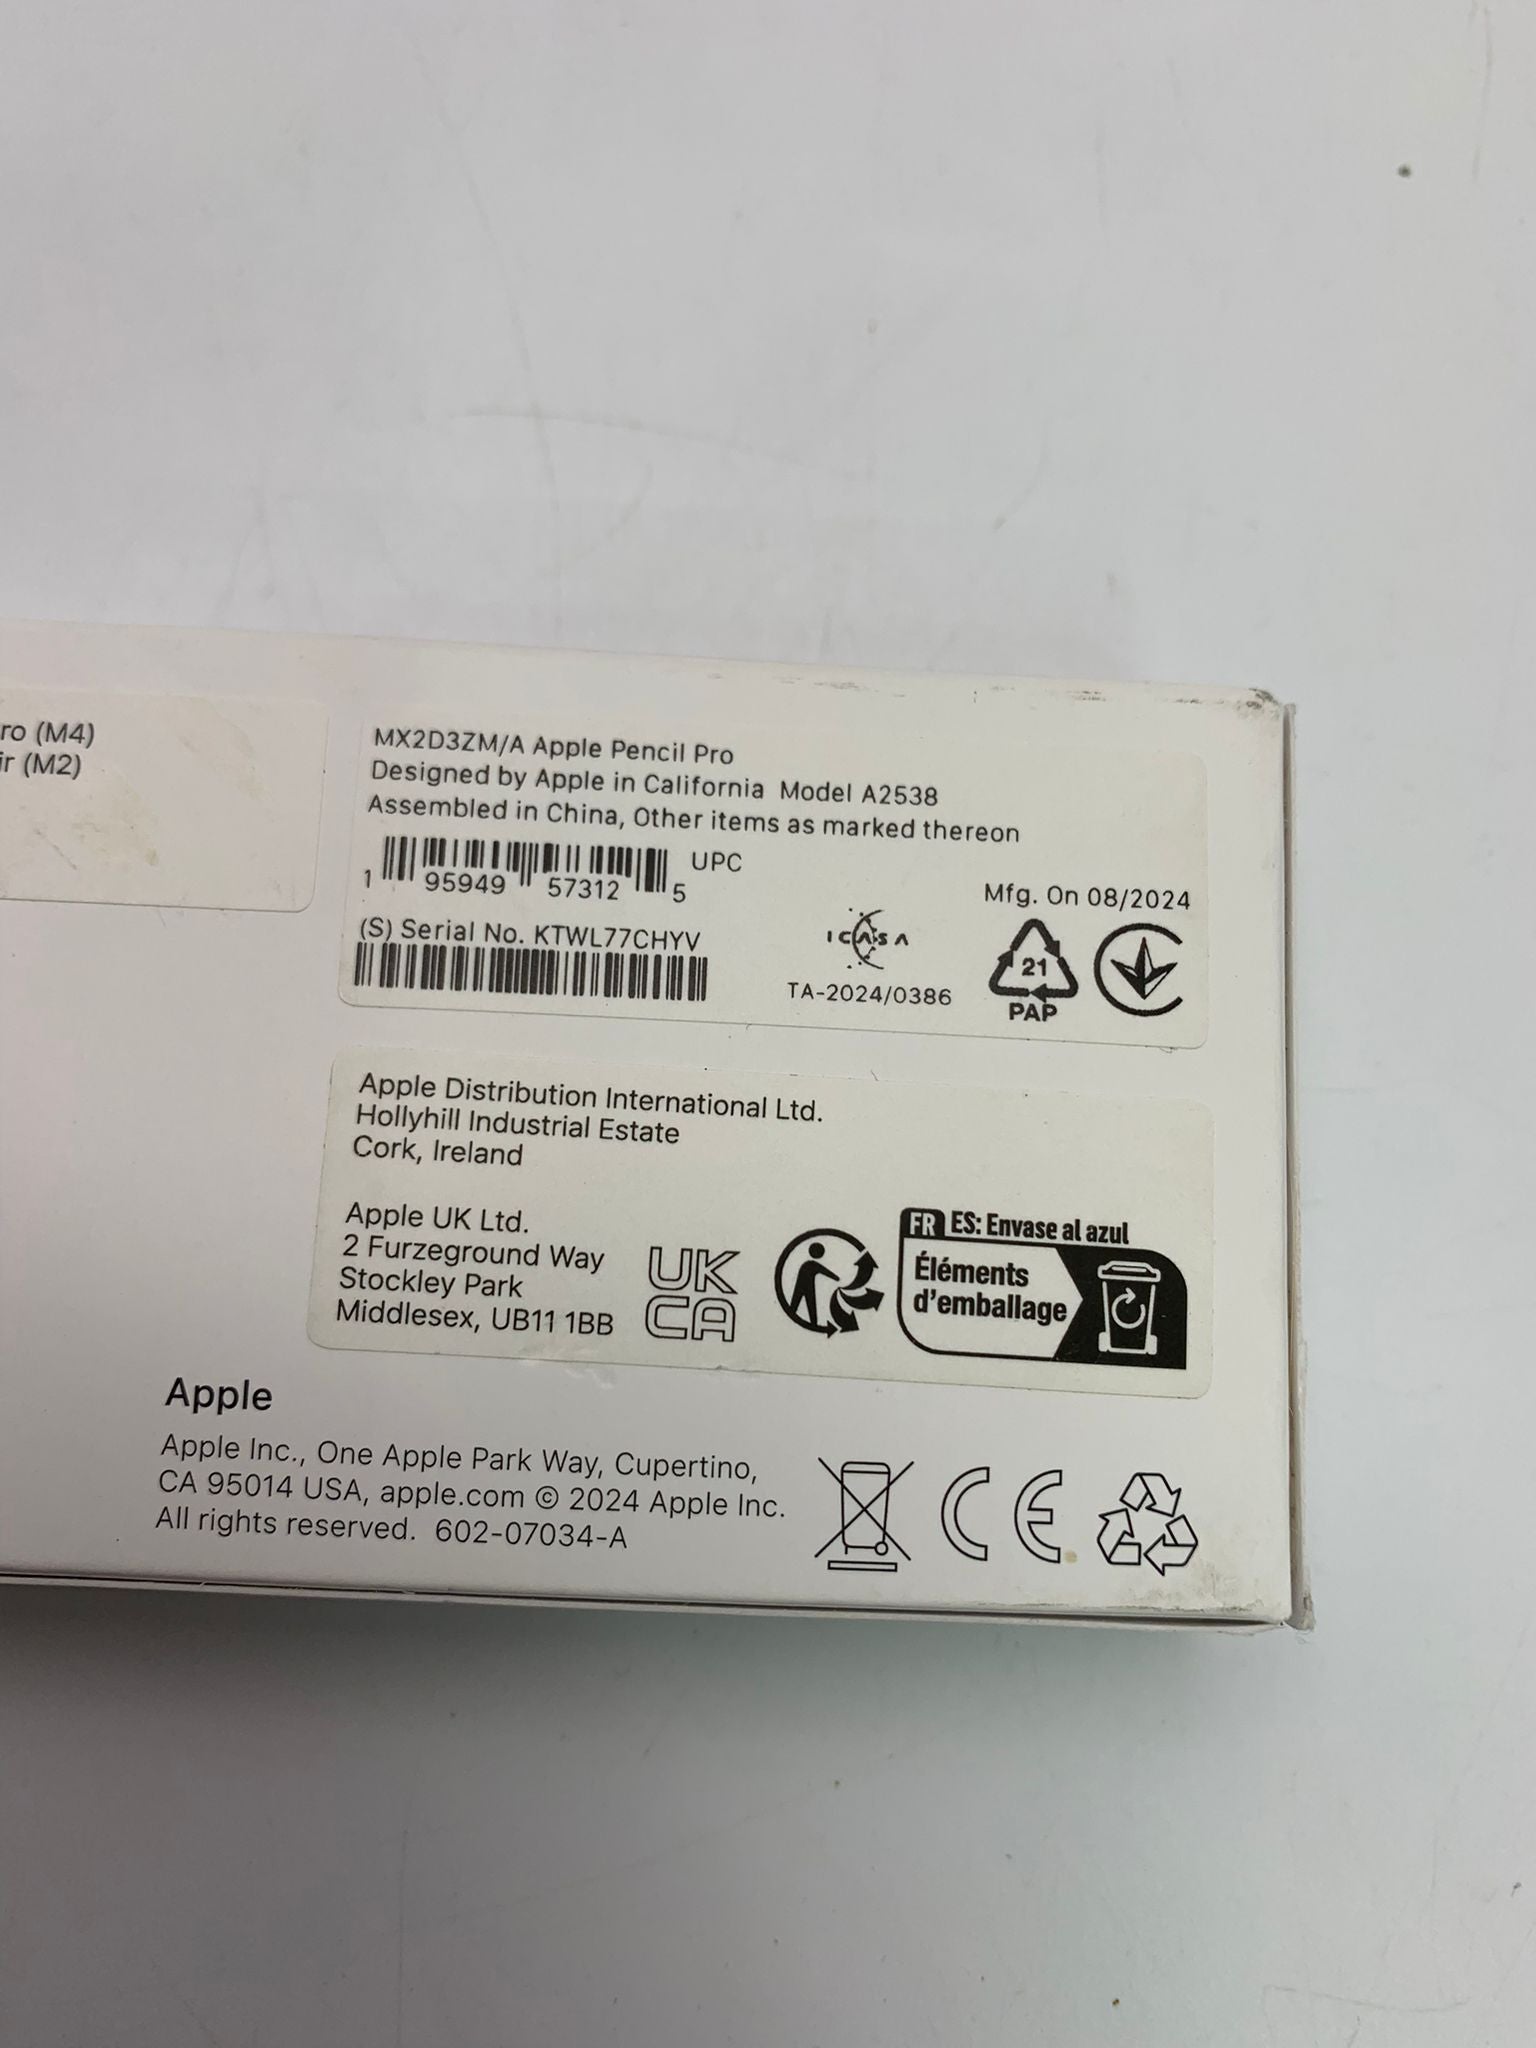 ro (M4)
ir (M2)
MX2D3ZM/A Apple Pencil Pro
Designed by Apple in California Model A2538
Assembled in China, Other items as marked thereon
UPC
1 95949 57312 5
Mfg. On 08/2024
(S) Serial No. KTWL77CHYV
ICASA
TA-2024/0386
21
PAP
Apple Distribution International Ltd.
Hollyhill Industrial Estate
Cork, Ireland
Apple UK Ltd.
2 Furzeground Way
Stockley Park
Middlesex, UB11 1BB
UK
CA
FR ES: Envase al azul
Éléments
d'emballage
Apple
Apple Inc., One Apple Park Way, Cupertino,
CA 95014 USA, apple.com © 2024 Apple Inc.
All rights reserved. 602-07034-A
CE